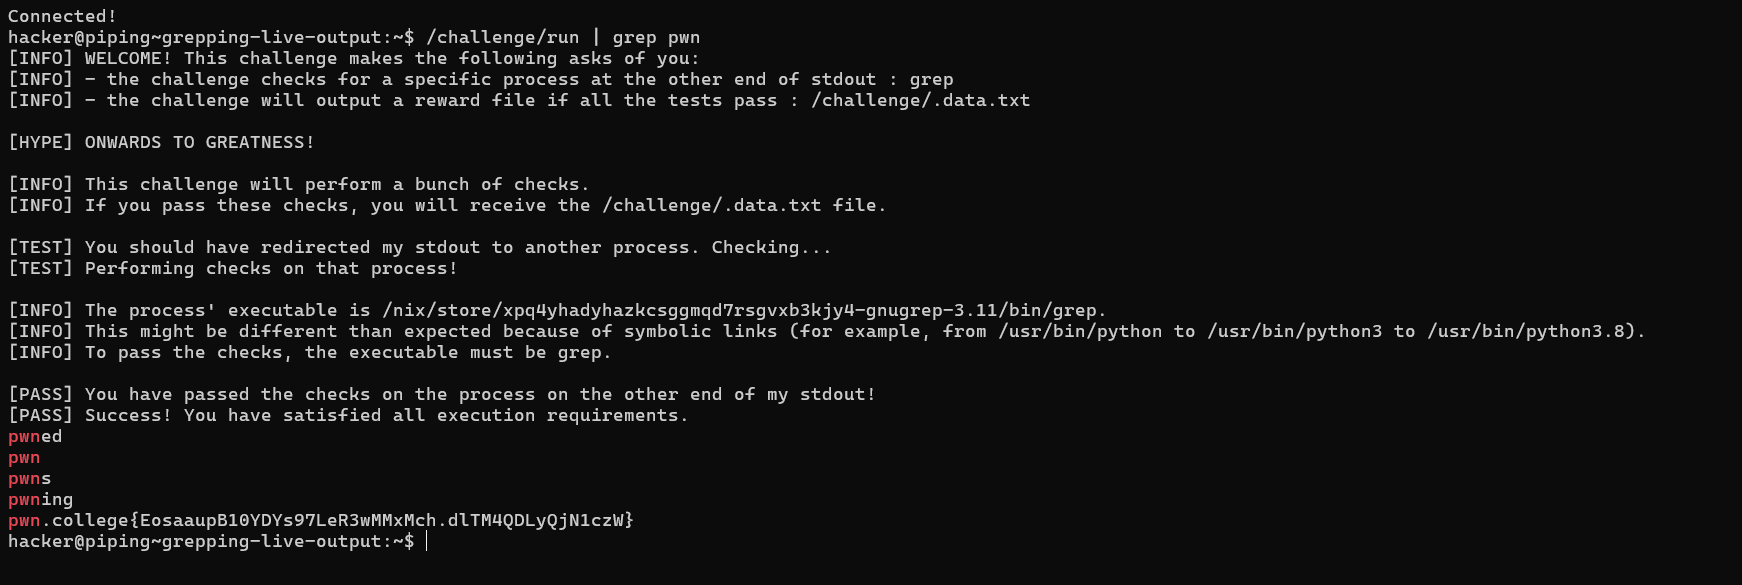 Connected!
hacker@piping~grepping-live-output:~$ /challenge/run | grep pwn
[INFO] WELCOME! This challenge makes the following asks of you:
[INFO] - the challenge checks for a specific process at the other end of stdout : grep
[INFO] - the challenge will output a reward file if all the tests pass : /challenge/.data.txt
[HYPE] ONWARDS TO GREATNESS!
[INFO] This challenge will perform a bunch of checks.
[INFO] If you pass these checks, you will receive the /challenge/.data.txt file.
[TEST] You should have redirected my stdout to another process. Checking...
[TEST] Performing checks on that process!
[INFO] The process' executable is /nix/store/xpq4yhadyhazkcsggmqd7rsgvxb3kjy4-gnugrep-3.11/bin/grep.
[INFO] This might be different than expected because of symbolic links (for example, from /usr/bin/python to /usr/bin/python3 to /usr/bin/python3.8).
[INFO] To pass the checks, the executable must be grep.
[PASS] You have passed the checks on the process on the other end of my stdout!
[PASS] Success! You have satisfied all execution requirements.
pwned
pwn
pwns
pwning
pwn.college{EosaaupB10YDYs97LeR3wMMxMch.dlTM4QDLyQjN1czW}
hacker@piping~grepping-live-output:~$